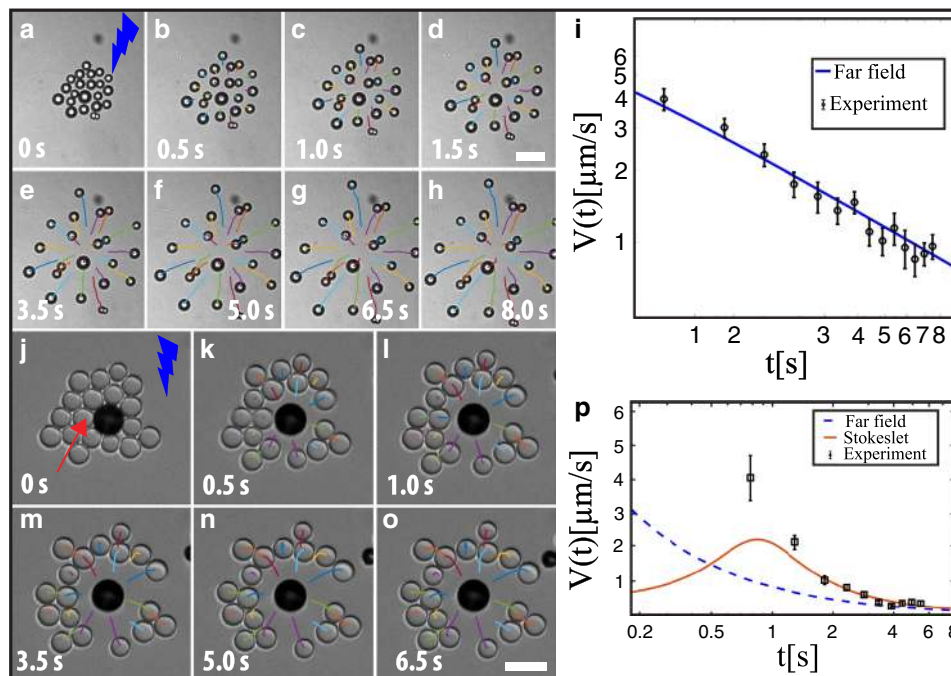 a b c d
0 s 0.5 s 1.0 s 1.5 s
e f g h
3.5 s 5.0 s 6.5 s 8.0 s
i
V(t)[μm/s]
6
5
4
3
2
1
Far field
Experiment
1 2 3 4 5 6 7 8
t[s]
j k l
0 s 0.5 s 1.0 s
m n o
3.5 s 5.0 s 6.5 s
p
V(t)[μm/s]
6
5
4
3
2
1
Far field
Stokeslet
Experiment
0.2 0.5 1 2 4 6 8
t[s]